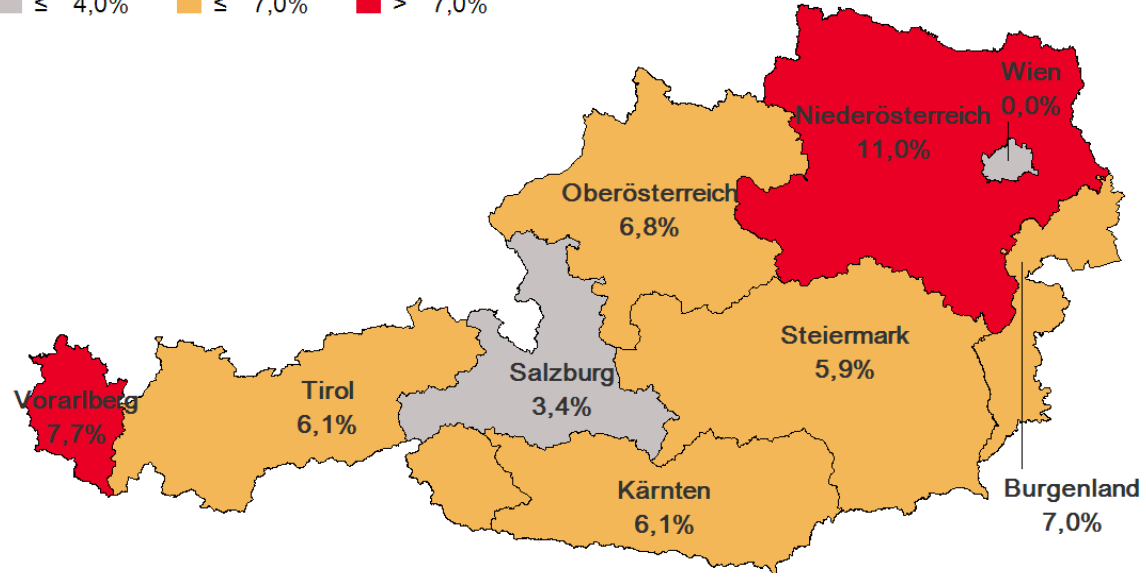 ≤ 4,0% ≤ 7,0% > 7,0%
Wien
0,0%
Niederösterreich
11,0%
Oberösterreich
6,8%
Steiermark
5,9%
Salzburg
3,4%
Tirol
6,1%
Vorarlberg
7,7%
Kärnten
6,1%
Burgenland
7,0%